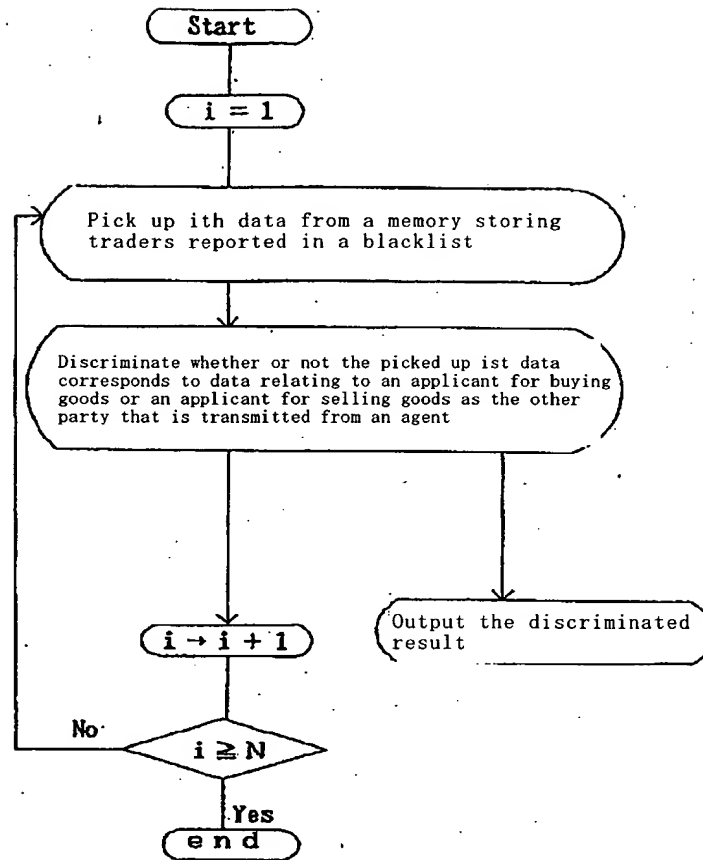 Start
i = 1
Pick up ith data from a memory storing
traders reported in a blacklist
Discriminate whether or not the picked up ist data
corresponds to data relating to an applicant for buying
goods or an applicant for selling goods as the other
party that is transmitted from an agent
Output the discriminated
result
i → i + 1
No
i ≧ N
Yes
end